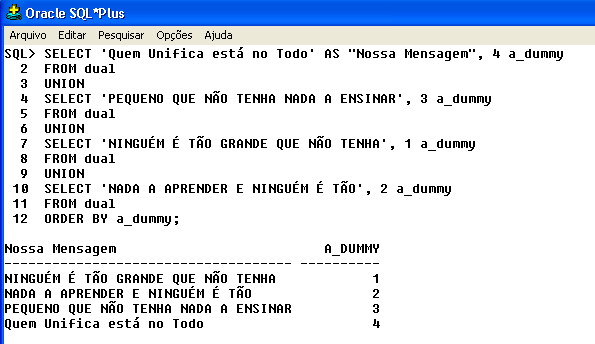 Oracle SQL*Plus
Arquivo Editar Pesquisar Opções Ajuda
SQL> SELECT 'Quem Unifica está no Todo' AS "Nossa Mensagem", 4 a_dummy
2 FROM dual
3 UNION
4 SELECT 'PEQUENO QUE NÃO TENHA NADA A ENSINAR', 3 a_dummy
5 FROM dual
6 UNION
7 SELECT 'NINGUÉM É TÃO GRANDE QUE NÃO TENHA', 1 a_dummy
8 FROM dual
9 UNION
10 SELECT 'NADA A APRENDER E NINGUÉM É TÃO', 2 a_dummy
11 FROM dual
12 ORDER BY a_dummy;
Nossa Mensagem A_DUMMY
------------------------------------ ----------
NINGUÉM É TÃO GRANDE QUE NÃO TENHA 1
NADA A APRENDER E NINGUÉM É TÃO 2
PEQUENO QUE NÃO TENHA NADA A ENSINAR 3
Quem Unifica está no Todo 4